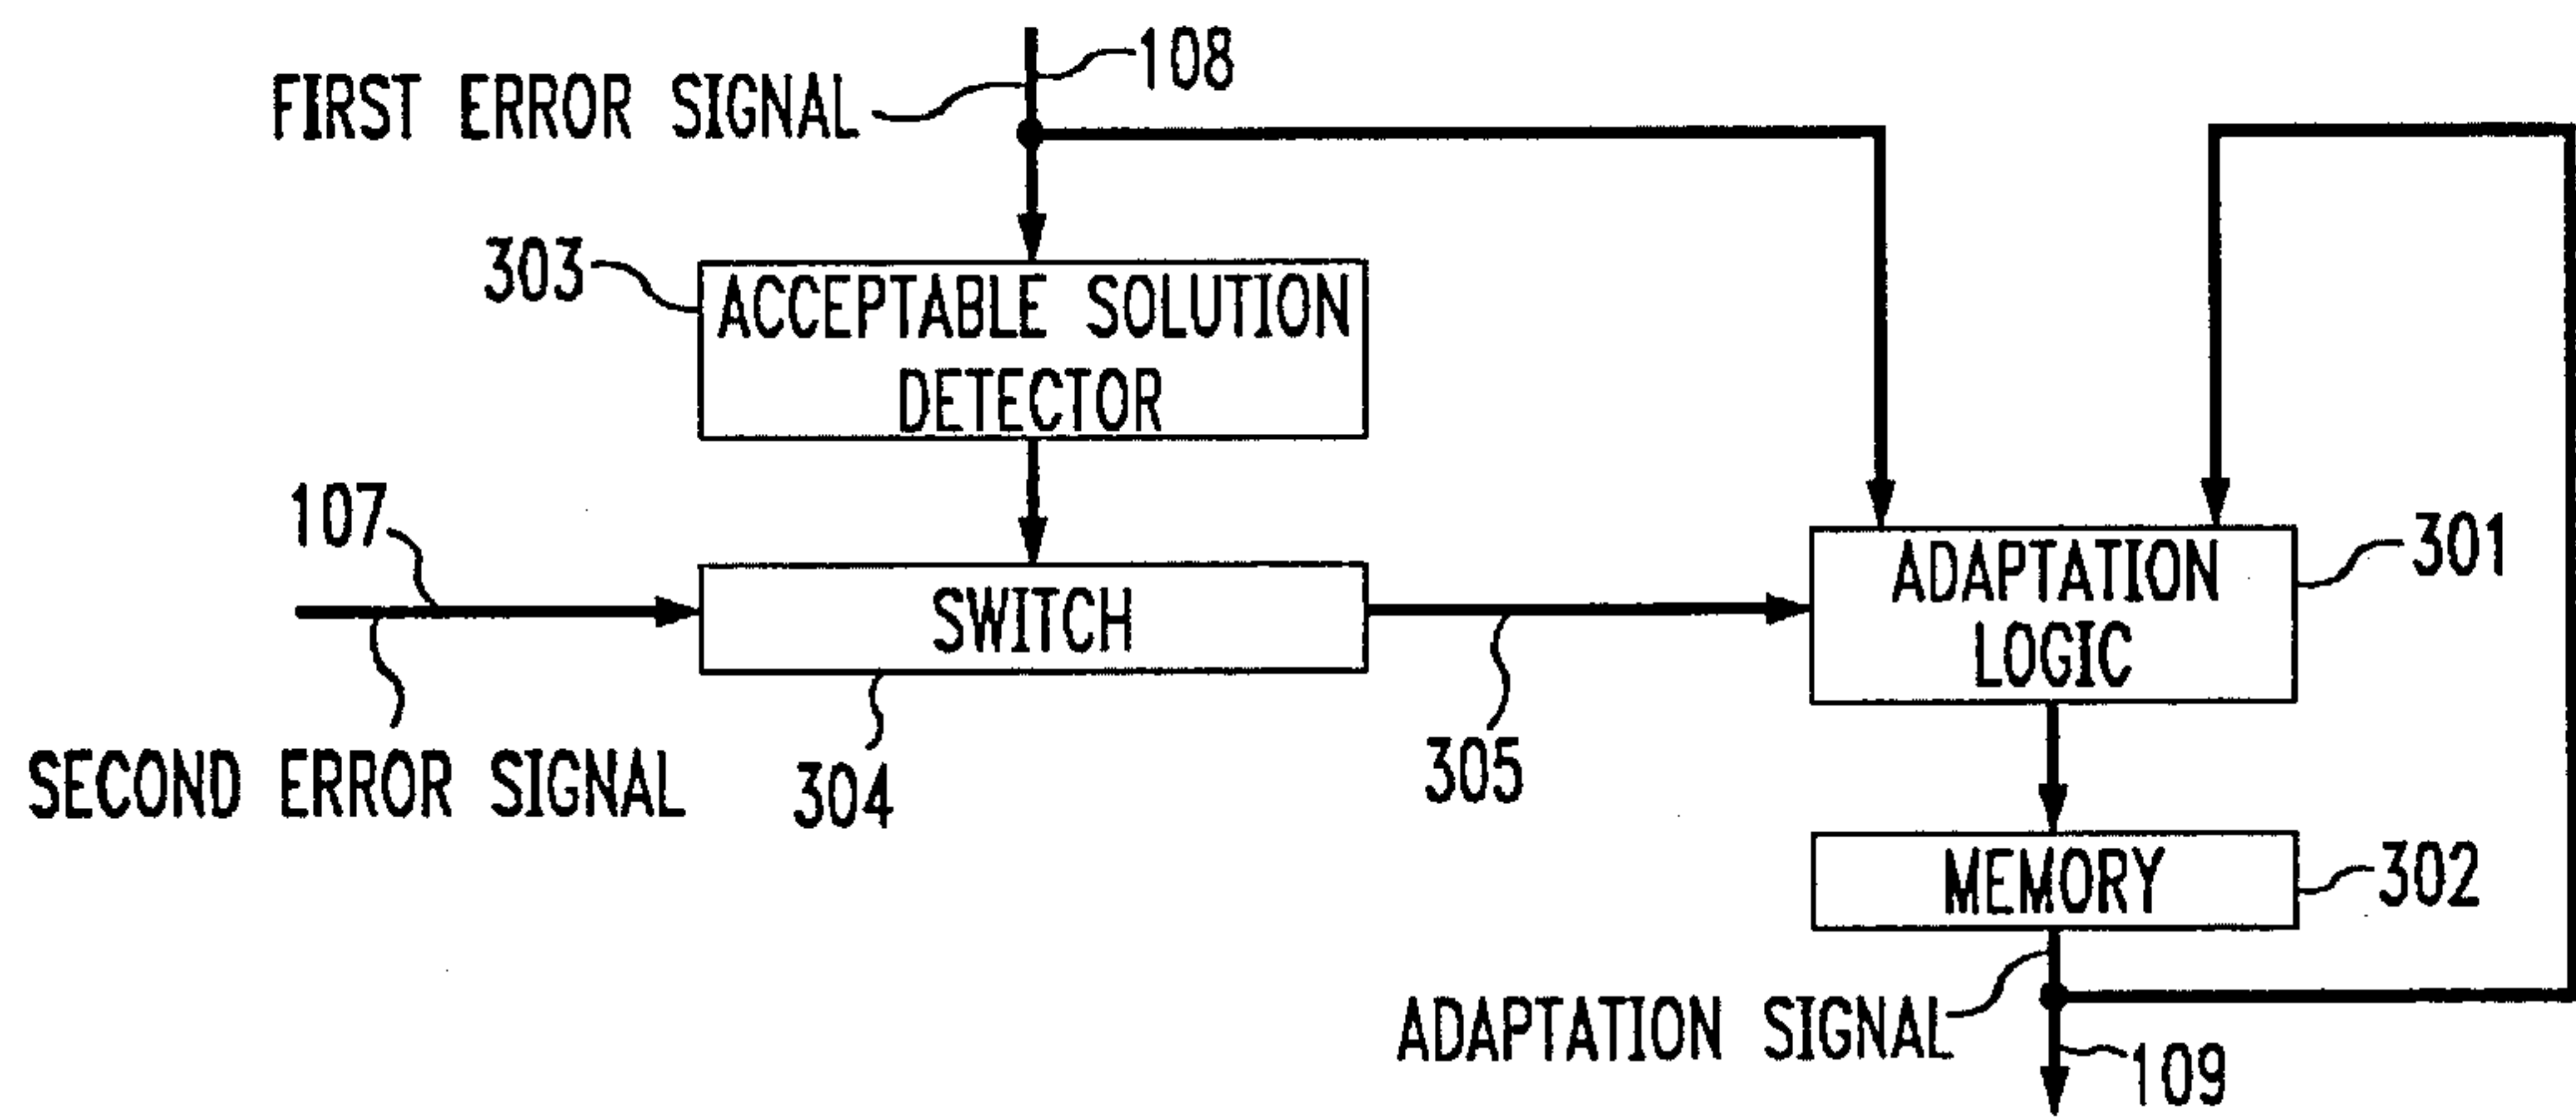 108
FIRST ERROR SIGNAL
303
ACCEPTABLE SOLUTION
DETECTOR
107
SWITCH
ADAPTATION
LOGIC
301
SECOND ERROR SIGNAL
304
305
MEMORY
302
ADAPTATION SIGNAL
109